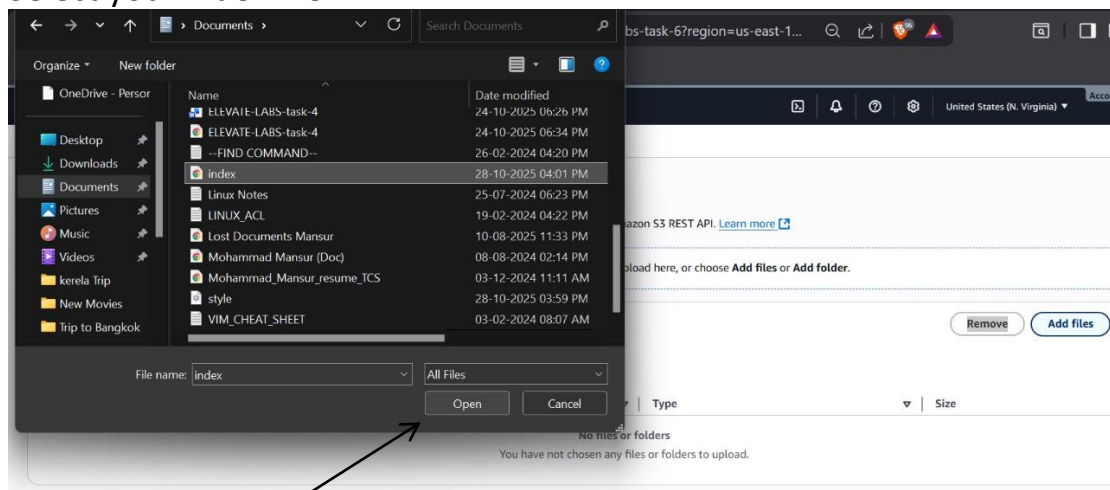 Documents
Search Documents
bs-task-6?region=us-east-1...
Organize
New folder
OneDrive - Persor
Name
Date modified
ELEVATE-LABS-task-4 24-10-2025 06:26 PM
Desktop
ELEVATE-LABS-task-4 24-10-2025 06:34 PM
--FIND COMMAND-- 26-02-2024 04:20 PM
Downloads
index 28-10-2025 04:01 PM
Documents
Linux Notes 25-07-2024 06:23 PM
Pictures
LINUX_ACL 19-02-2024 04:22 PM
Music
Lost Documents Mansur 10-08-2025 11:33 PM
Videos
Mohammad Mansur (Doc) 08-08-2024 02:14 PM
kerela Trip
Mohammad_Mansur_resume_TCS 03-12-2024 11:11 AM
New Movies
style 28-10-2025 03:59 PM
Trip to Bangkok
VIM_CHEAT_SHEET 03-02-2024 08:07 AM
File name: index
All Files
Open
Cancel
United States (N. Virginia)
Acco
azon S3 REST API. Learn more
pload here, or choose Add files or Add folder.
Remove
Add files
Type
Size
No files or folders
You have not chosen any files or folders to upload.